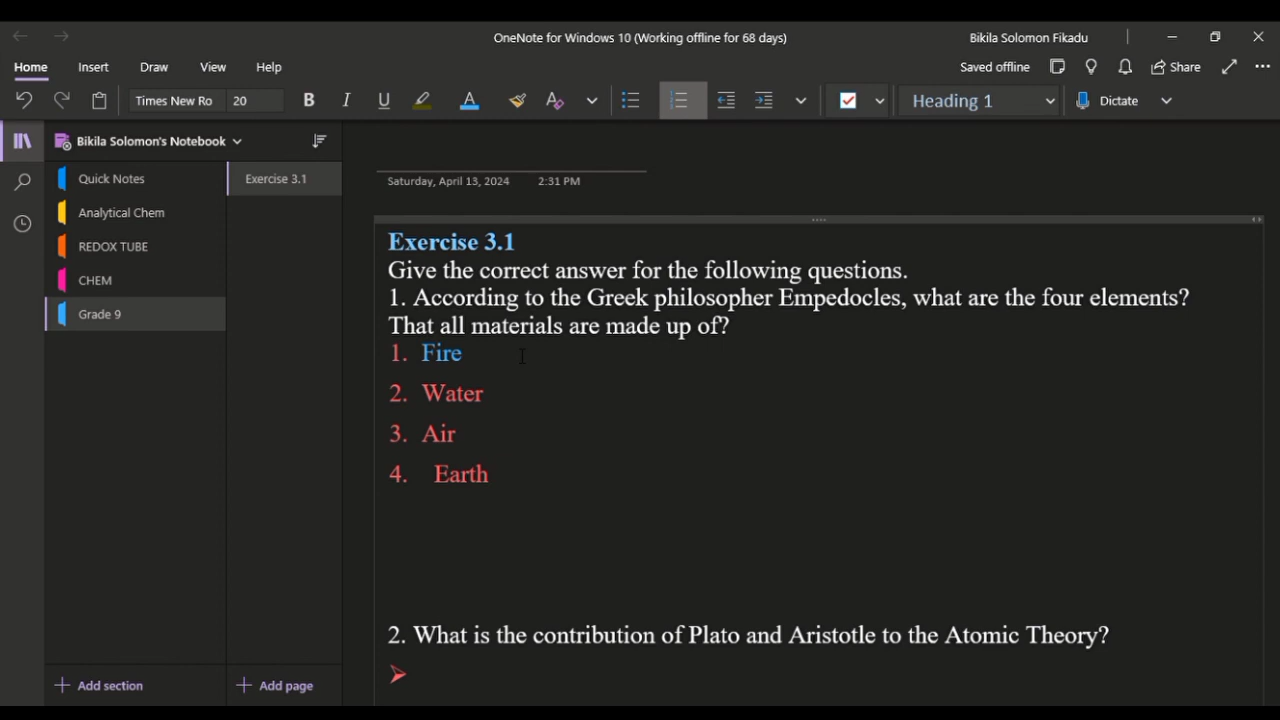 OneNote for Windows 10 (Working offline for 68 days)
Bikila Solomon Fikadu
Home Insert Draw View Help
Saved offline
Share
Times New Ro 20
B I U A A
Heading 1
Dictate
Bikila Solomon's Notebook
Quick Notes
Analytical Chem
REDOX TUBE
CHEM
Grade 9
Add section
Exercise 3.1
Add page
Saturday, April 13, 2024 2:31 PM
Exercise 3.1
Give the correct answer for the following questions.
1. According to the Greek philosopher Empedocles, what are the four elements?
That all materials are made up of?
1. Fire
2. Water
3. Air
4. Earth
2. What is the contribution of Plato and Aristotle to the Atomic Theory?